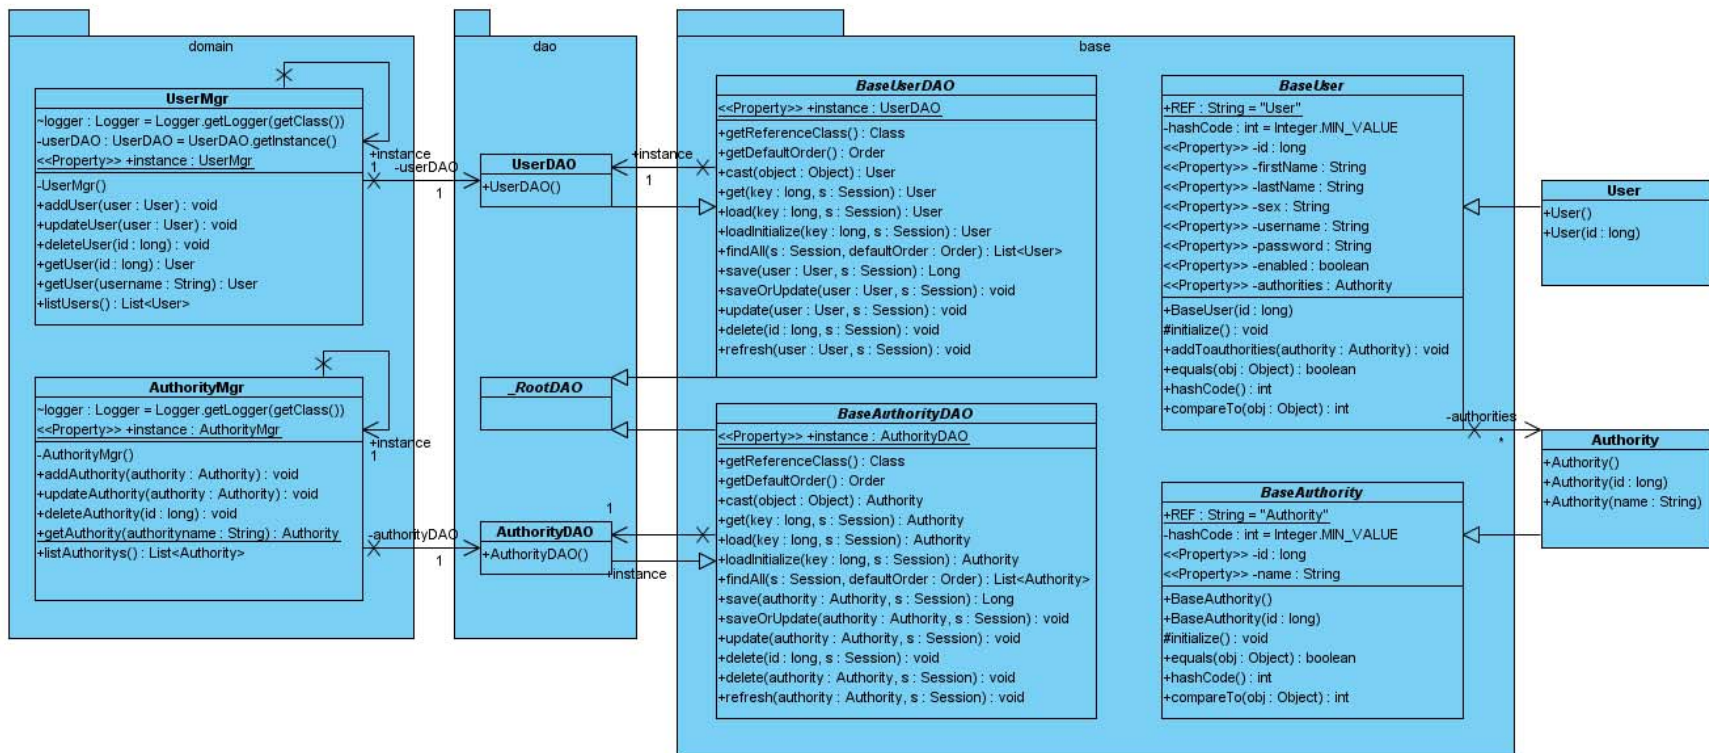 domain
UserMgr
~logger : Logger = Logger.getLogger(getClass())
-userDAO : UserDAO = UserDAO.getInstance()
<<Property>> +instance : UserMgr
-UserMgr()
+addUser(user : User) : void
+updateUser(user : User) : void
+deleteUser(id : long) : void
+getUser(id : long) : User
+getUser(username : String) : User
+listUsers() : List<User>
+instance
1
-userDAO
1
AuthorityMgr
~logger : Logger = Logger.getLogger(getClass())
<<Property>> +instance : AuthorityMgr
-AuthorityMgr()
+addAuthority(authority : Authority) : void
+updateAuthority(authority : Authority) : void
+deleteAuthority(id : long) : void
+getAuthority(authorityname : String) : Authority
+listAuthoritys() : List<Authority>
+instance
1
-authorityDAO
1
dao
UserDAO
+UserDAO()
+instance
1
_RootDAO
AuthorityDAO
+AuthorityDAO()
1
+instance
base
BaseUserDAO
<<Property>> +instance : UserDAO
+getReferenceClass() : Class
+getDefaultOrder() : Order
+cast(object : Object) : User
+get(key : long, s : Session) : User
+load(key : long, s : Session) : User
+loadInitialize(key : long, s : Session) : User
+findAll(s : Session, defaultOrder : Order) : List<User>
+save(user : User, s : Session) : Long
+saveOrUpdate(user : User, s : Session) : void
+update(user : User, s : Session) : void
+delete(id : long, s : Session) : void
+refresh(user : User, s : Session) : void
BaseAuthorityDAO
<<Property>> +instance : AuthorityDAO
+getReferenceClass() : Class
+getDefaultOrder() : Order
+cast(object : Object) : Authority
+get(key : long, s : Session) : Authority
+load(key : long, s : Session) : Authority
+loadInitialize(key : long, s : Session) : Authority
+findAll(s : Session, defaultOrder : Order) : List<Authority>
+save(authority : Authority, s : Session) : Long
+saveOrUpdate(authority : Authority, s : Session) : void
+update(authority : Authority, s : Session) : void
+delete(id : long, s : Session) : void
+delete(authority : Authority, s : Session) : void
+refresh(authority : Authority, s : Session) : void
BaseUser
+REF : String = "User"
-hashCode : int = Integer.MIN_VALUE
<<Property>> -id : long
<<Property>> -firstName : String
<<Property>> -lastName : String
<<Property>> -sex : String
<<Property>> -username : String
<<Property>> -password : String
<<Property>> -enabled : boolean
<<Property>> -authorities : Authority
+BaseUser(id : long)
#initialize() : void
+addToauthorities(authority : Authority) : void
+equals(obj : Object) : boolean
+hashCode() : int
+compareTo(obj : Object) : int
-authorities
*
BaseAuthority
+REF : String = "Authority"
-hashCode : int = Integer.MIN_VALUE
<<Property>> -id : long
<<Property>> -name : String
+BaseAuthority()
+BaseAuthority(id : long)
#initialize() : void
+equals(obj : Object) : boolean
+hashCode() : int
+compareTo(obj : Object) : int
User
+User()
+User(id : long)
Authority
+Authority()
+Authority(id : long)
+Authority(name : String)